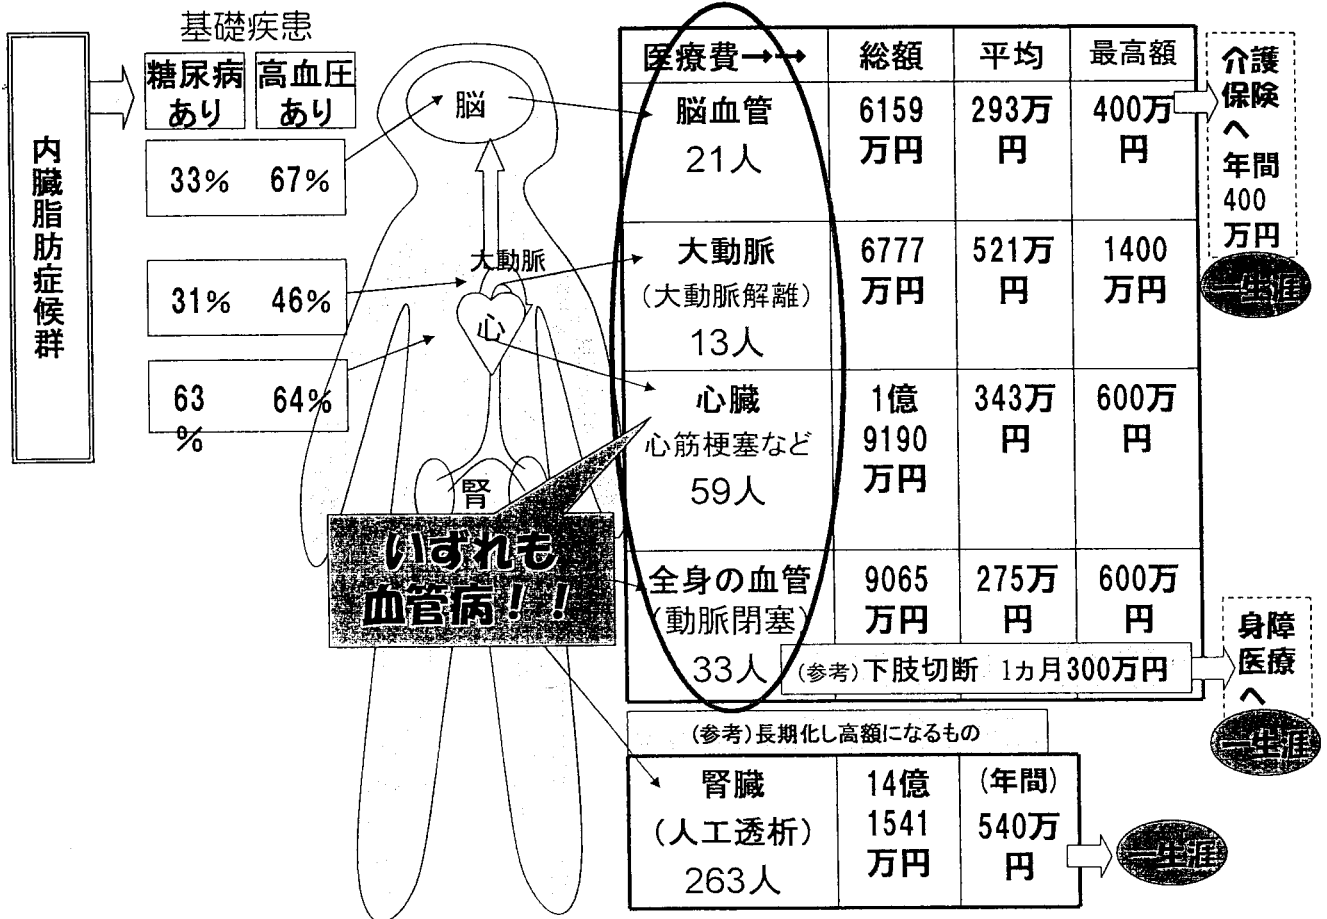 基礎疾患
内臓脂肪症候群
糖尿病
あり
高血圧
あり
33% 67%
31% 46%
63
%
64%
脳
大動脈
心
腎
いずれも
血管病!!
医療費→→ 総額 平均 最高額
脳血管
21人
6159
万円
293万
円
400万
円
大動脈
(大動脈解離)
13人
6777
万円
521万
円
1400
万円
心臓
心筋梗塞など
59人
1億
9190
万円
343万
円
600万
円
全身の血管
(動脈閉塞)
33人
9065
万円
275万
円
600万
円
(参考)下肢切断 1ヵ月300万円
(参考)長期化し高額になるもの
腎臓
(人工透析)
263人
14億
1541
万円
(年間)
540万
円
一生涯
介護
保険
へ
年間
400
万円
一生涯
身障
医療
へ
一生涯